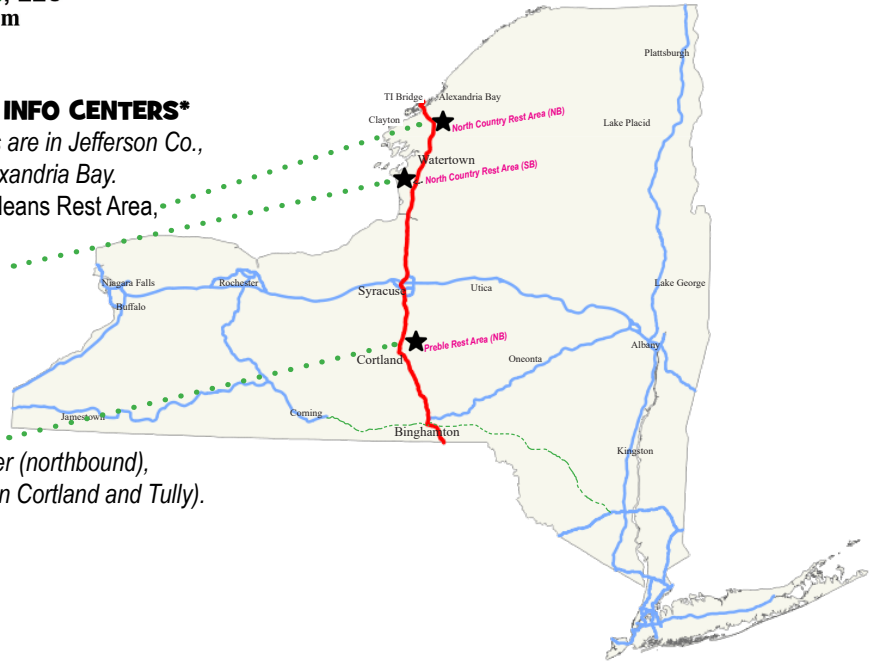 m
INFO CENTERS*
are in Jefferson Co.,
xandria Bay.
leans Rest Area,
er (northbound),
n Cortland and Tully).
Plattsburgh
TI Bridge
Alexandria Bay
Clayton
North Country Rest Area (NB)
Lake Placid
Watertown
North Country Rest Area (SB)
Niagara Falls
Rochester
Syracuse
Utica
Lake George
Buffalo
Preble Rest Area (NB)
Cortland
Oneonta
Albany
Jamestown
Corning
Binghamton
Kingston